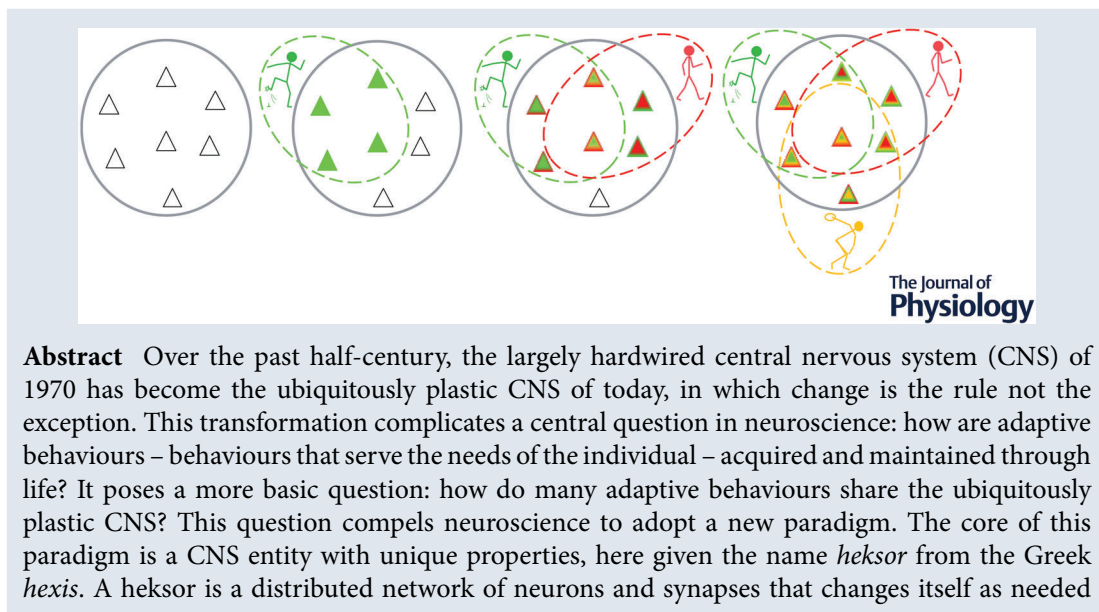 The Journal of
Physiology
Abstract Over the past half-century, the largely hardwired central nervous system (CNS) of
1970 has become the ubiquitously plastic CNS of today, in which change is the rule not the
exception. This transformation complicates a central question in neuroscience: how are adaptive
behaviours – behaviours that serve the needs of the individual – acquired and maintained through
life? It poses a more basic question: how do many adaptive behaviours share the ubiquitously
plastic CNS? This question compels neuroscience to adopt a new paradigm. The core of this
paradigm is a CNS entity with unique properties, here given the name heksor from the Greek
hexis. A heksor is a distributed network of neurons and synapses that changes itself as needed